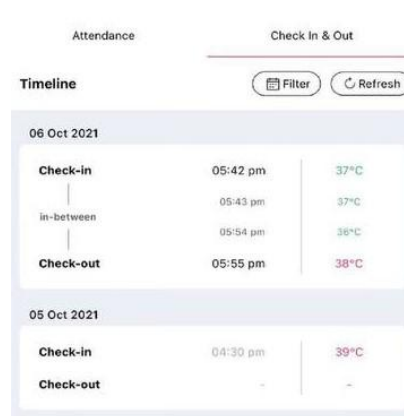 Attendance Check In & Out
Timeline Filter Refresh
06 Oct 2021
Check-in 05:42 pm 37°C
05:43 pm 37°C
in-between
05:54 pm 36°C
Check-out 05:55 pm 38°C
05 Oct 2021
Check-in 04:30 pm 39°C
Check-out - -